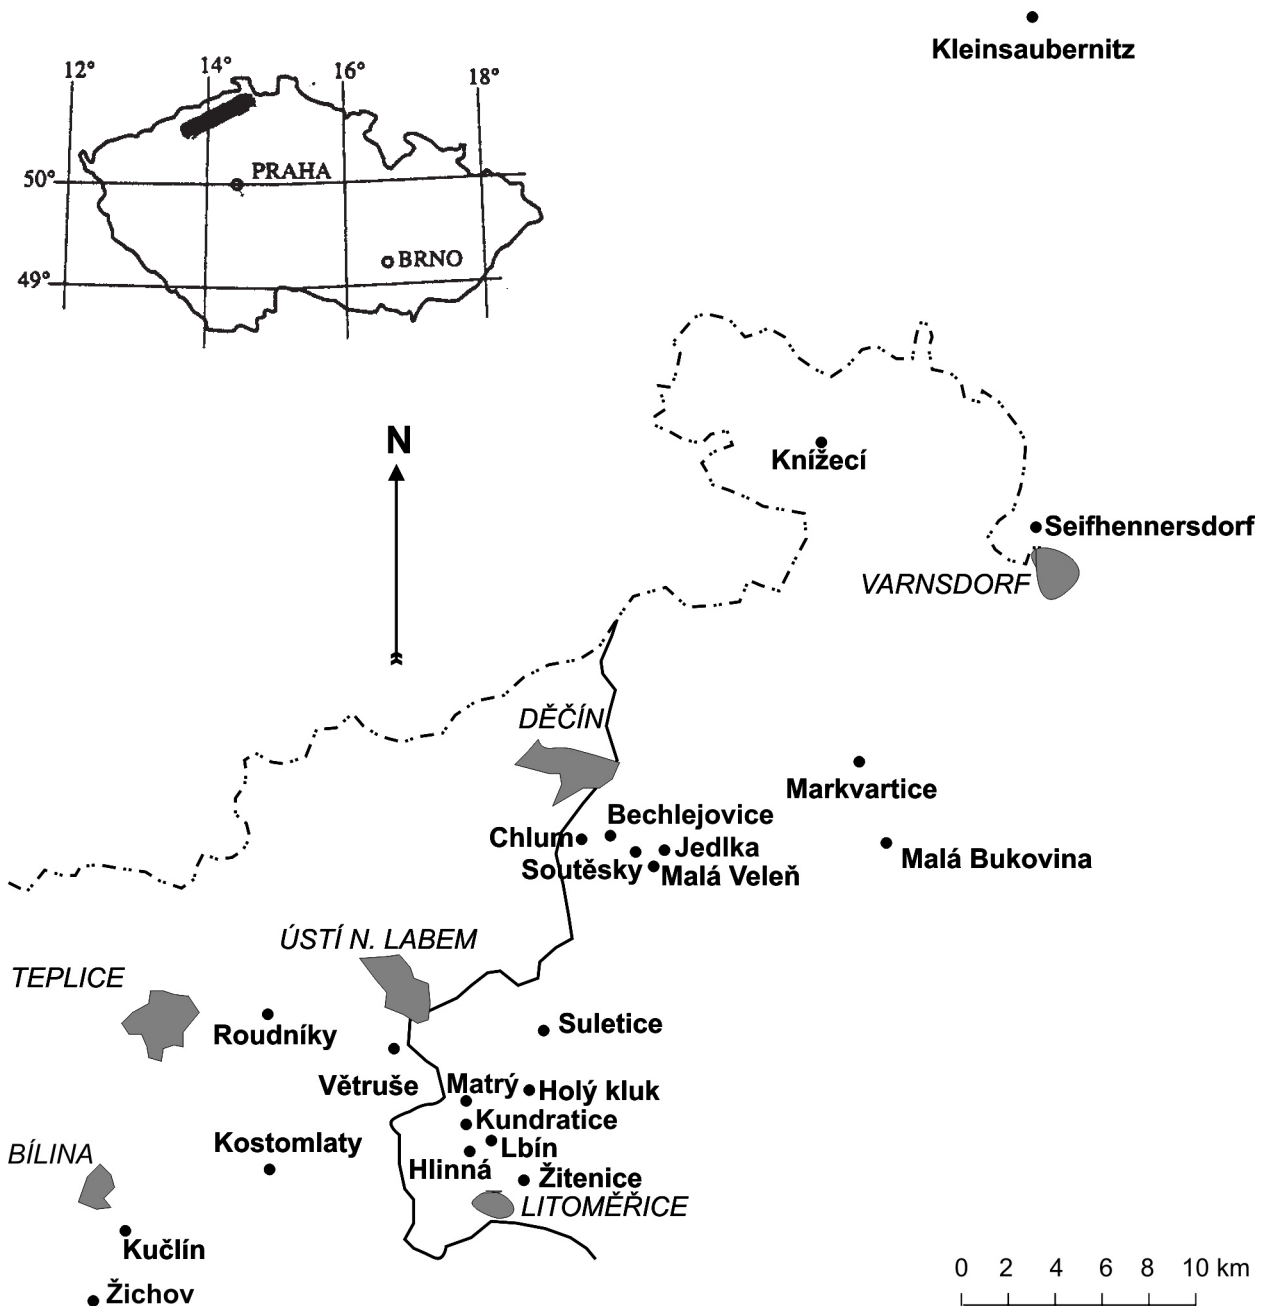 Kleinsaubernitz
12° 14° 16° 18°
50°
PRAHA
BRNO
49°
N
Knížecí
Seifhennersdorf
VARNSDORF
DĚČÍN
Markvartice
Bechlejovice
Chlum
Jedlka
Malá Bukovina
Soutěsky
Malá Veleň
ÚSTÍ N. LABEM
TEPLICE
Suletice
Roudníky
Větruše
Matrý
Holý kluk
Kundratice
Kostomlaty
Lbín
BÍLINA
Hlinná
Žitenice
LITOMĚŘICE
Kučlín
0 2 4 6 8 10 km
Žichov